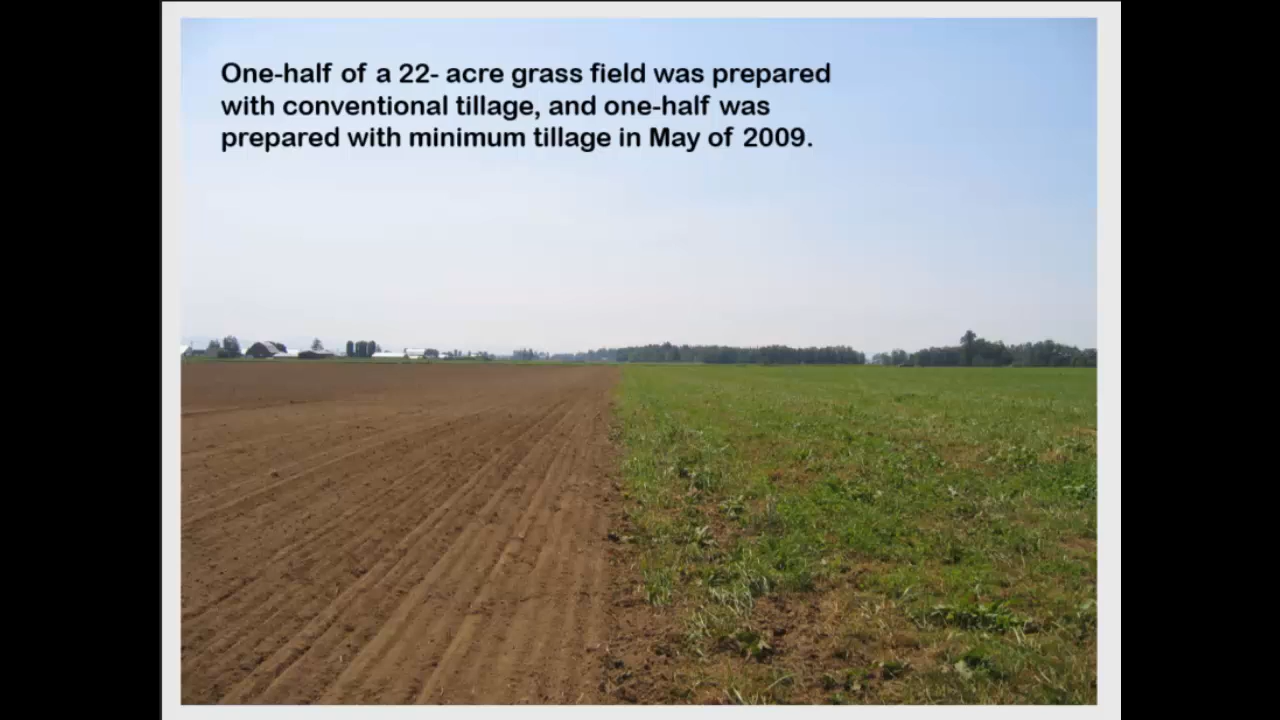 One-half of a 22- acre grass field was prepared
with conventional tillage, and one-half was
prepared with minimum tillage in May of 2009.